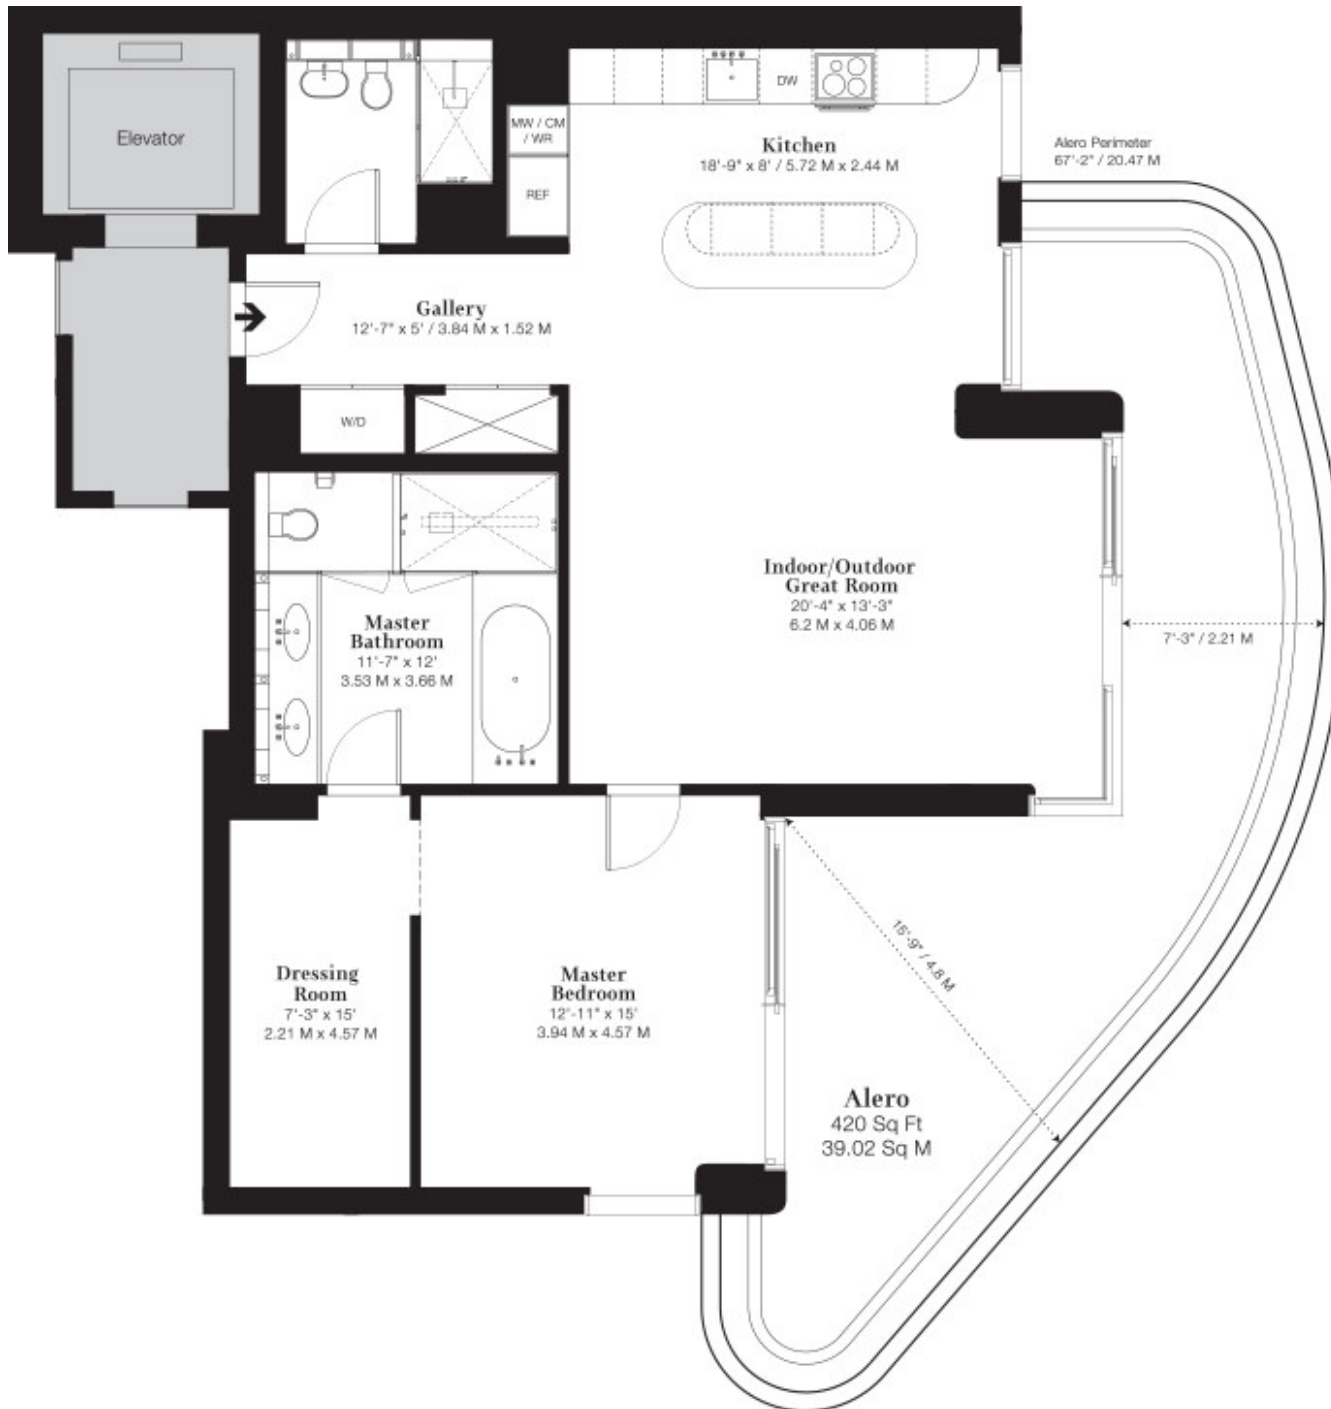 Elevator
DW
MW / CM
/ WR
REF
Kitchen
18'-9" x 8' / 5.72 M x 2.44 M
Alero Perimeter
67'-2" / 20.47 M
Gallery
12'-7" x 5' / 3.84 M x 1.52 M
W/D
Indoor/Outdoor
Great Room
20'-4" x 13'-3"
6.2 M x 4.06 M
7'-3" / 2.21 M
Master
Bathroom
11'-7" x 12'
3.53 M x 3.66 M
15'-9" / 4.8 M
Dressing
Room
7'-3" x 15'
2.21 M x 4.57 M
Master
Bedroom
12'-11" x 15'
3.94 M x 4.57 M
Alero
420 Sq Ft
39.02 Sq M